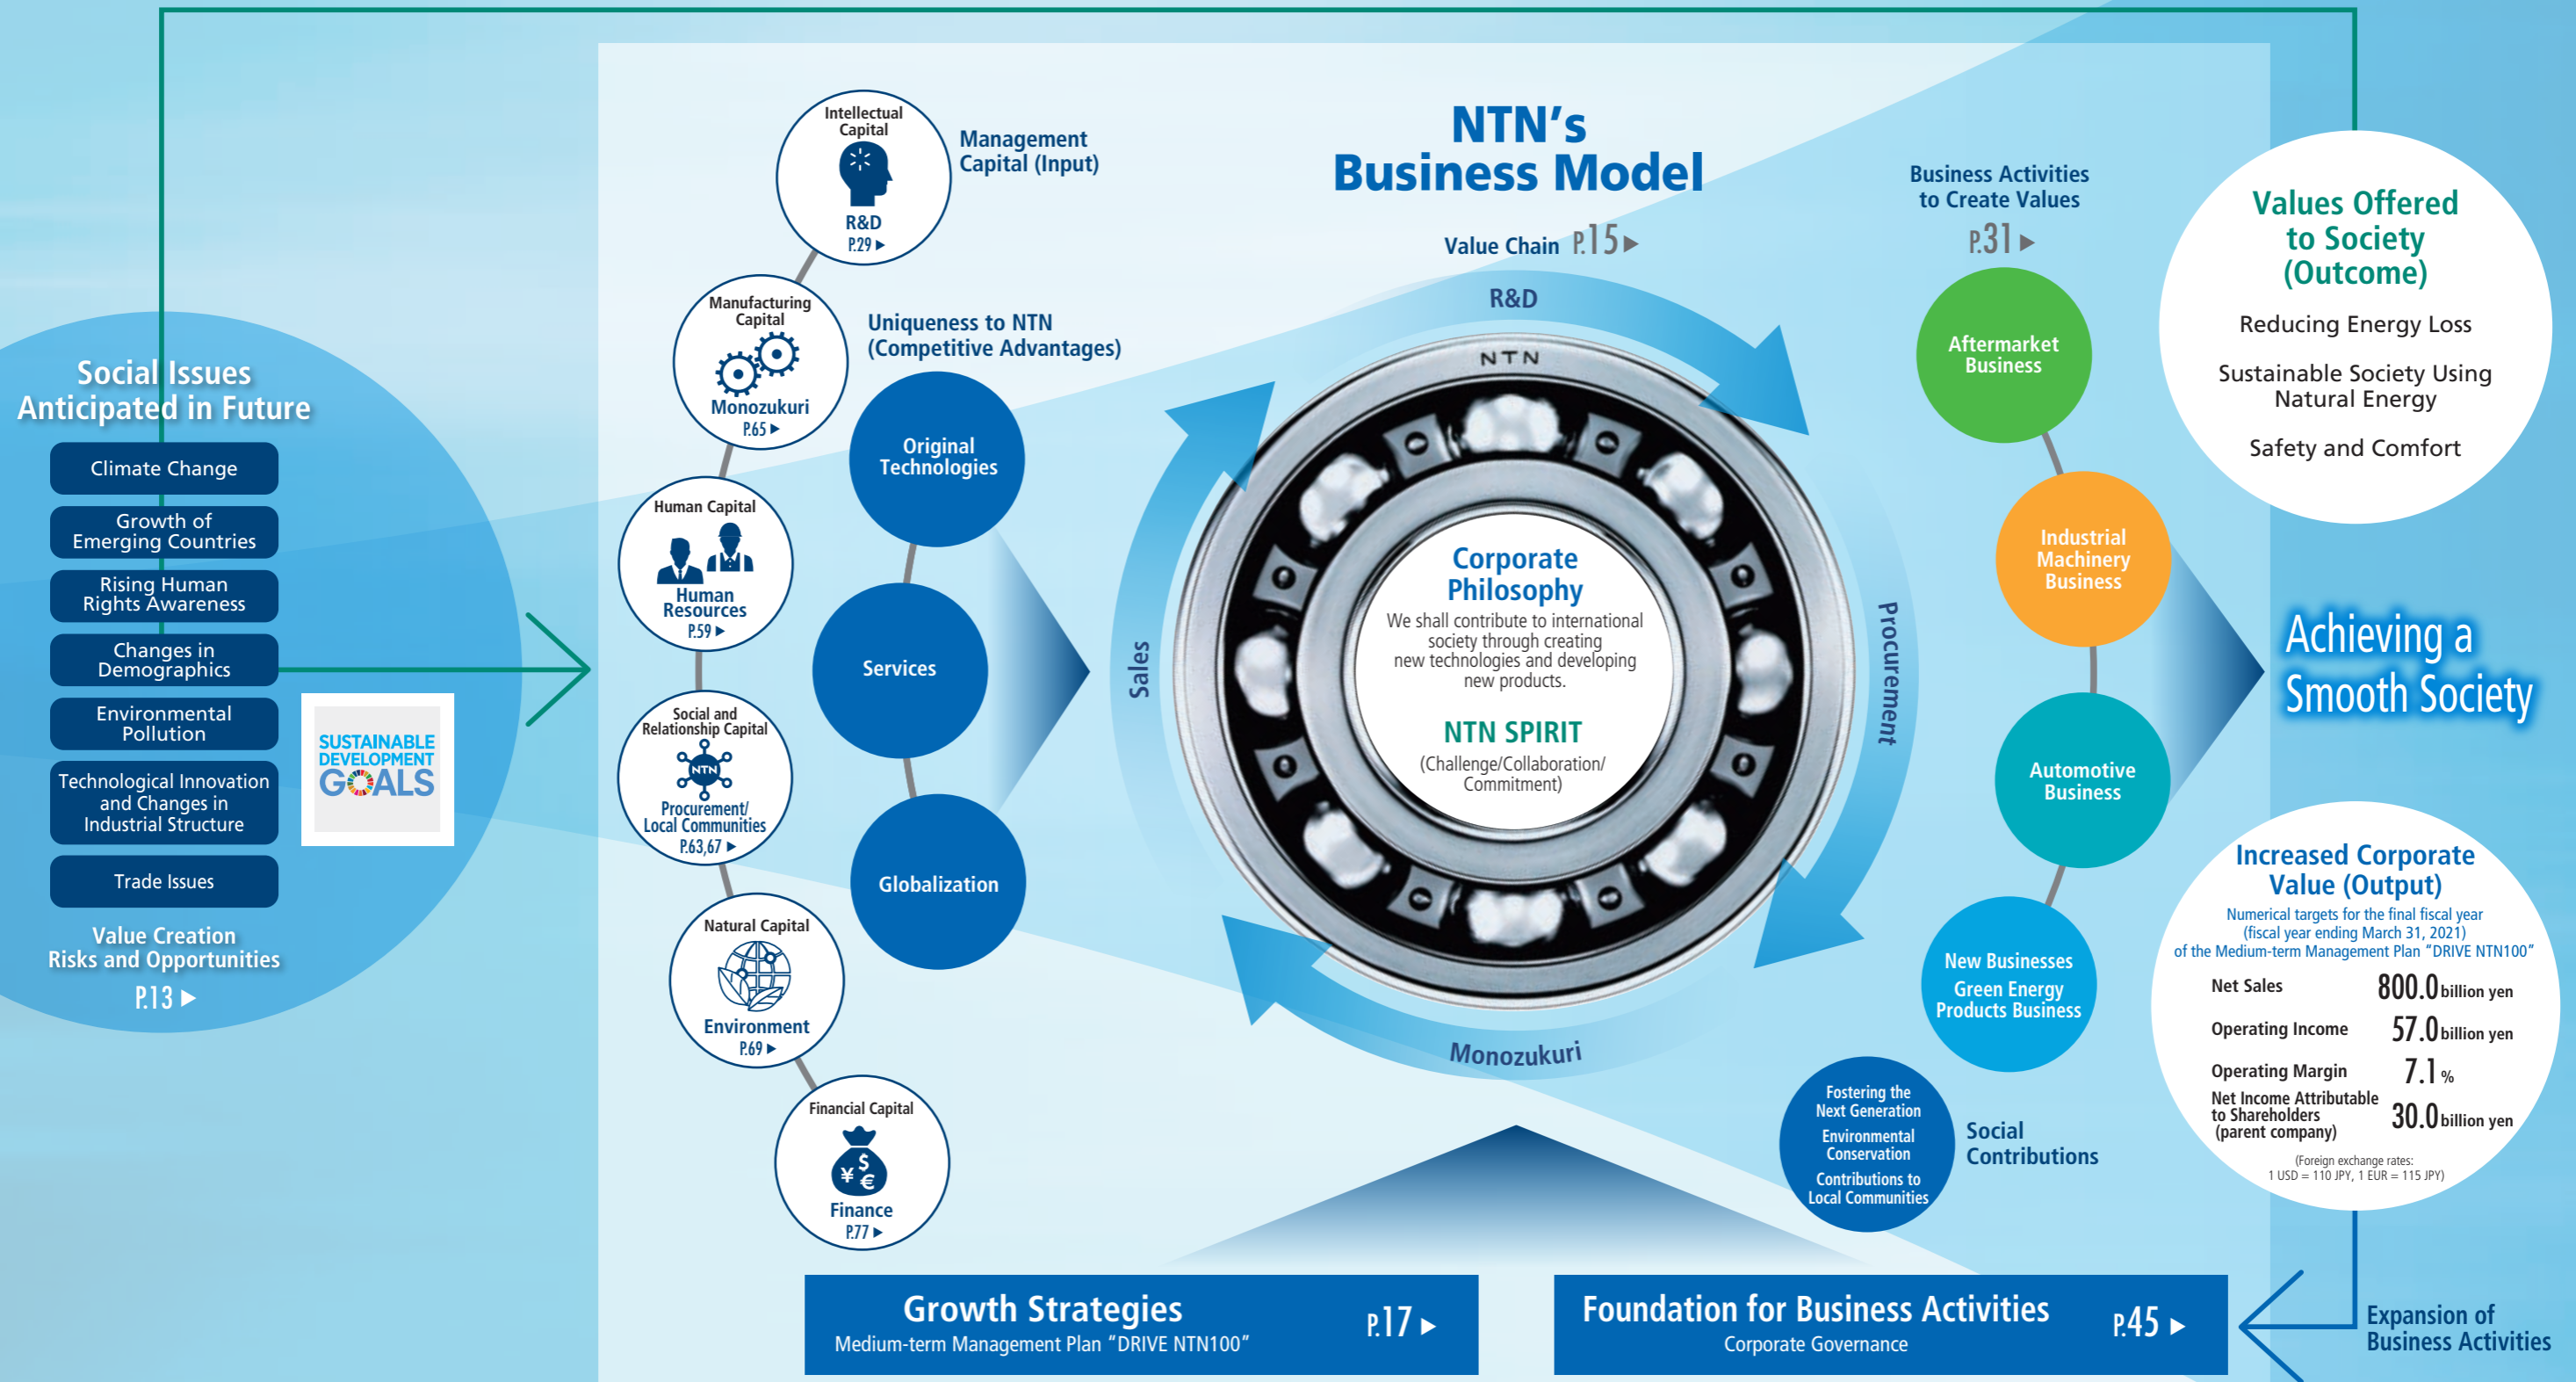 Social Issues
Anticipated in Future
Climate Change
Growth of
Emerging Countries
Rising Human
Rights Awareness
Changes in
Demographics
Environmental
Pollution
Technological Innovation
and Changes in
Industrial Structure
Trade Issues
Value Creation
Risks and Opportunities
P.13 ▶
SUSTAINABLE
DEVELOPMENT
GOALS
Management
Capital (Input)
Intellectual
Capital
R&D
P.29 ▶
Manufacturing
Capital
Monozukuri
P.65 ▶
Human Capital
Human
Resources
P.59 ▶
Social and
Relationship Capital
NTN
Procurement/
Local Communities
P.63,67 ▶
Natural Capital
Environment
P.69 ▶
Financial Capital
¥ $ €
Finance
P.77 ▶
Uniqueness to NTN
(Competitive Advantages)
Original
Technologies
Services
Globalization
NTN's
Business Model
Value Chain P.15 ▶
R&D
Procurement
Monozukuri
Sales
NTN
Corporate
Philosophy
We shall contribute to international
society through creating
new technologies and developing
new products.
NTN SPIRIT
(Challenge/Collaboration/
Commitment)
Business Activities
to Create Values
P.31 ▶
Aftermarket
Business
Industrial
Machinery
Business
Automotive
Business
New Businesses
Green Energy
Products Business
Fostering the
Next Generation
Environmental
Conservation
Contributions to
Local Communities
Social
Contributions
Values Offered
to Society
(Outcome)
Reducing Energy Loss
Sustainable Society Using
Natural Energy
Safety and Comfort
Achieving a
Smooth Society
Increased Corporate
Value (Output)
Numerical targets for the final fiscal year
(fiscal year ending March 31, 2021)
of the Medium-term Management Plan “DRIVE NTN100”
Net Sales 800.0 billion yen
Operating Income 57.0 billion yen
Operating Margin 7.1 %
Net Income Attributable
to Shareholders
(parent company) 30.0 billion yen
(Foreign exchange rates:
1 USD = 110 JPY, 1 EUR = 115 JPY)
Growth Strategies
Medium-term Management Plan “DRIVE NTN100”
P.17 ▶
Foundation for Business Activities
Corporate Governance
P.45 ▶
Expansion of
Business Activities